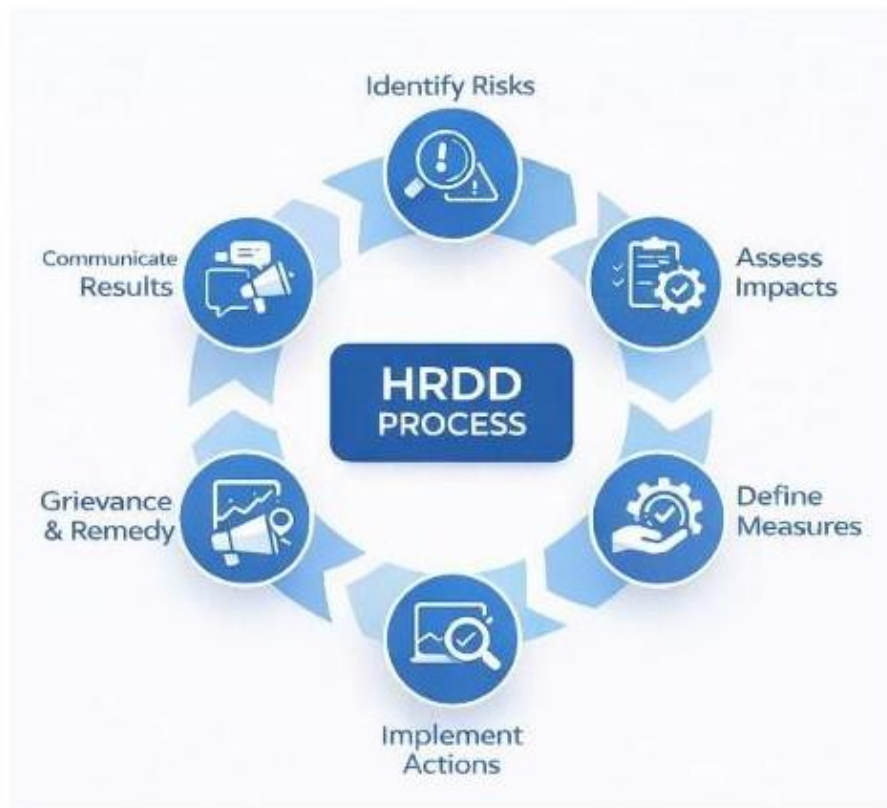 Identify Risks
Assess
Impacts
Define
Measures
Implement
Actions
Grievance
& Remedy
Communicate
Results
HRDD
PROCESS